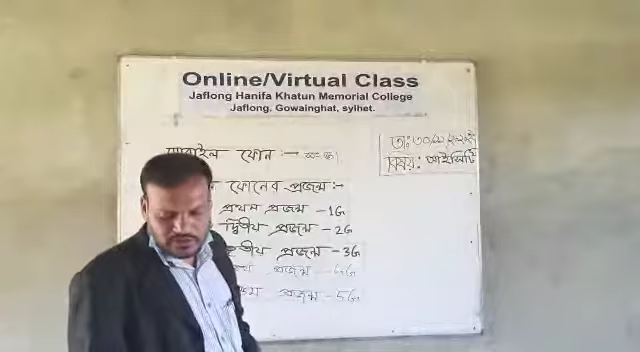 Online/Virtual Class
Jaflong Hanifa Khatun Memorial College
Jaflong, Gowainghat, sylhet.
বিষয়: আইসিটি
ফোন :-
ফোনের প্রজন্ম :-
প্রথম প্রজন্ম - 1G
দ্বিতীয় প্রজন্ম - 2G
প্রজন্ম - 3G
প্রজন্ম - 4G
প্রজন্ম - 5G